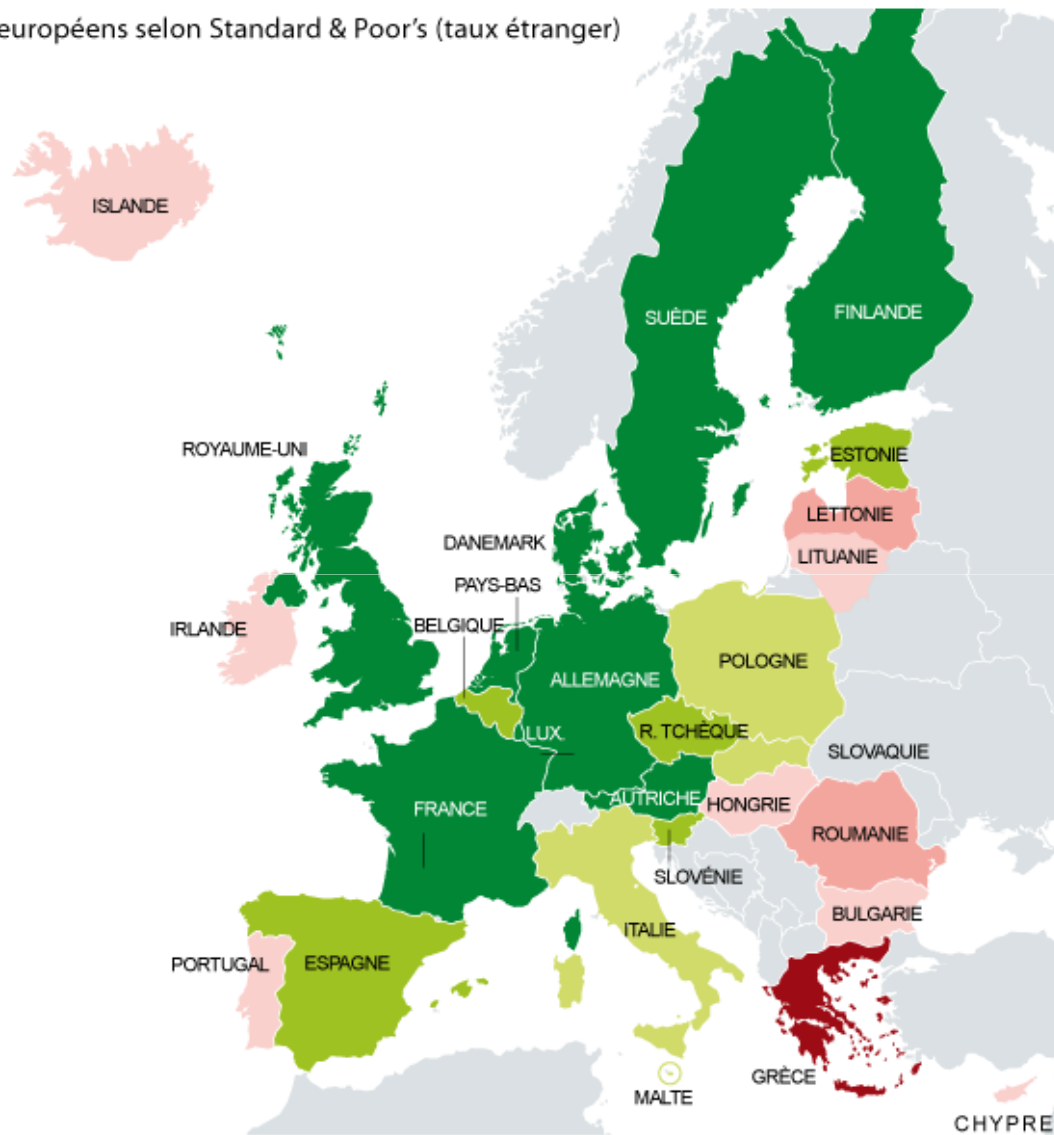 européens selon Standard & Poor's (taux étranger)
ISLANDE
SUÈDE
FINLANDE
ROYAUME-UNI
ESTONIE
LETTONIE
DANEMARK
LITUANIE
PAYS-BAS
BELGIQUE
IRLANDE
POLOGNE
ALLEMAGNE
LUX.
R. TCHÈQUE
SLOVAQUIE
AUTRICHE
HONGRIE
FRANCE
ROUMANIE
SLOVÉNIE
BULGARIE
ITALIE
PORTUGAL
ESPAGNE
GRÈCE
MALTE
CHYPRE